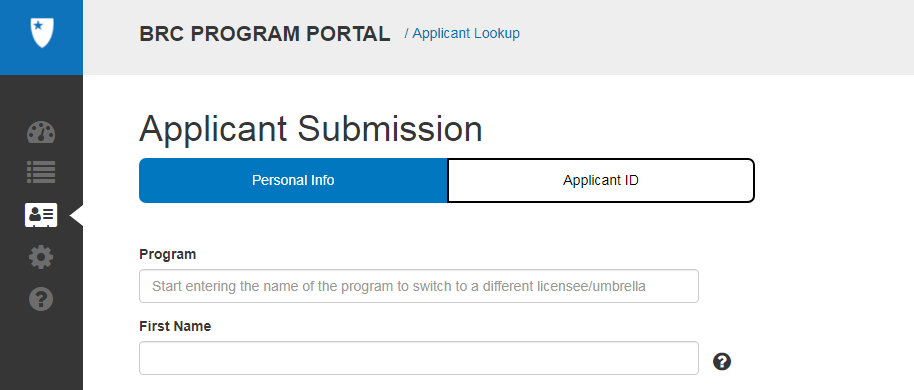 BRC PROGRAM PORTAL / Applicant Lookup
Applicant Submission
Personal Info Applicant ID
Program
Start entering the name of the program to switch to a different licensee/umbrella
First Name